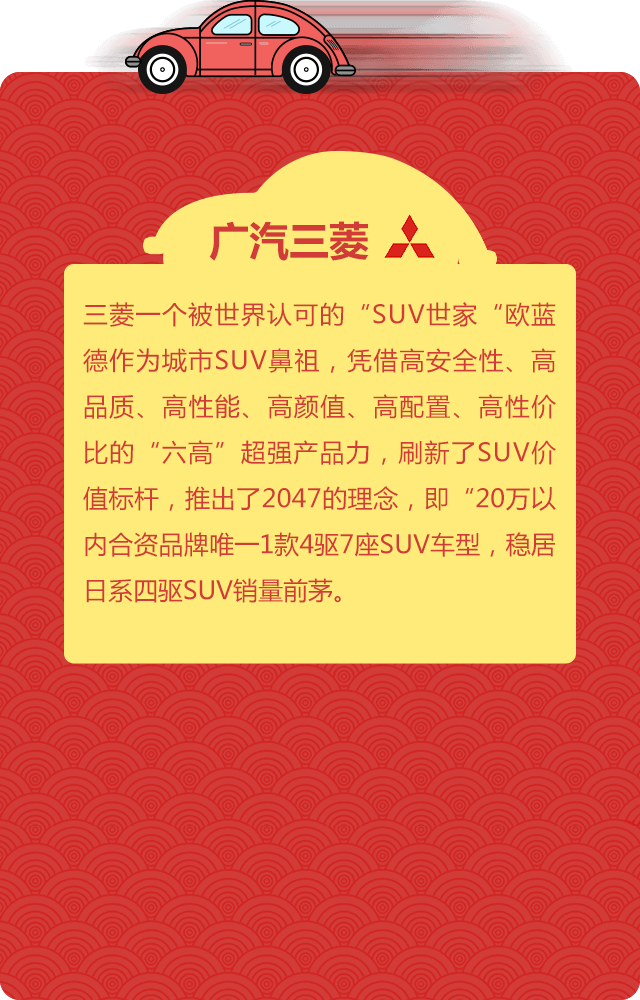 广汽三菱
三菱一个被世界认可的“SUV世家“欧蓝
德作为城市SUV鼻祖，凭借高安全性、高
品质、高性能、高颜值、高配置、高性价
比的“六高”超强产品力，刷新了SUV价
值标杆，推出了2047的理念，即“20万以
内合资品牌唯一1款4驱7座SUV车型，稳居
日系四驱SUV销量前茅。